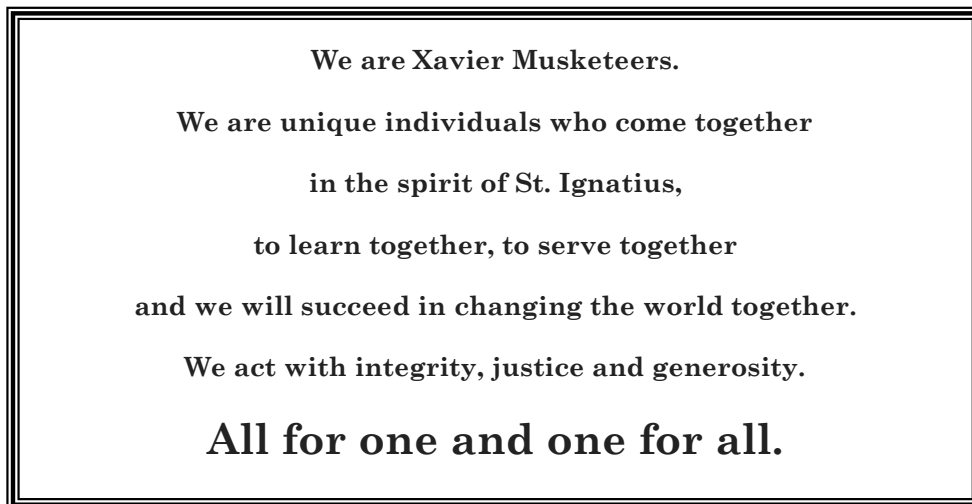 We are Xavier Musketeers.
We are unique individuals who come together
in the spirit of St. Ignatius,
to learn together, to serve together
and we will succeed in changing the world together.
We act with integrity, justice and generosity.
All for one and one for all.